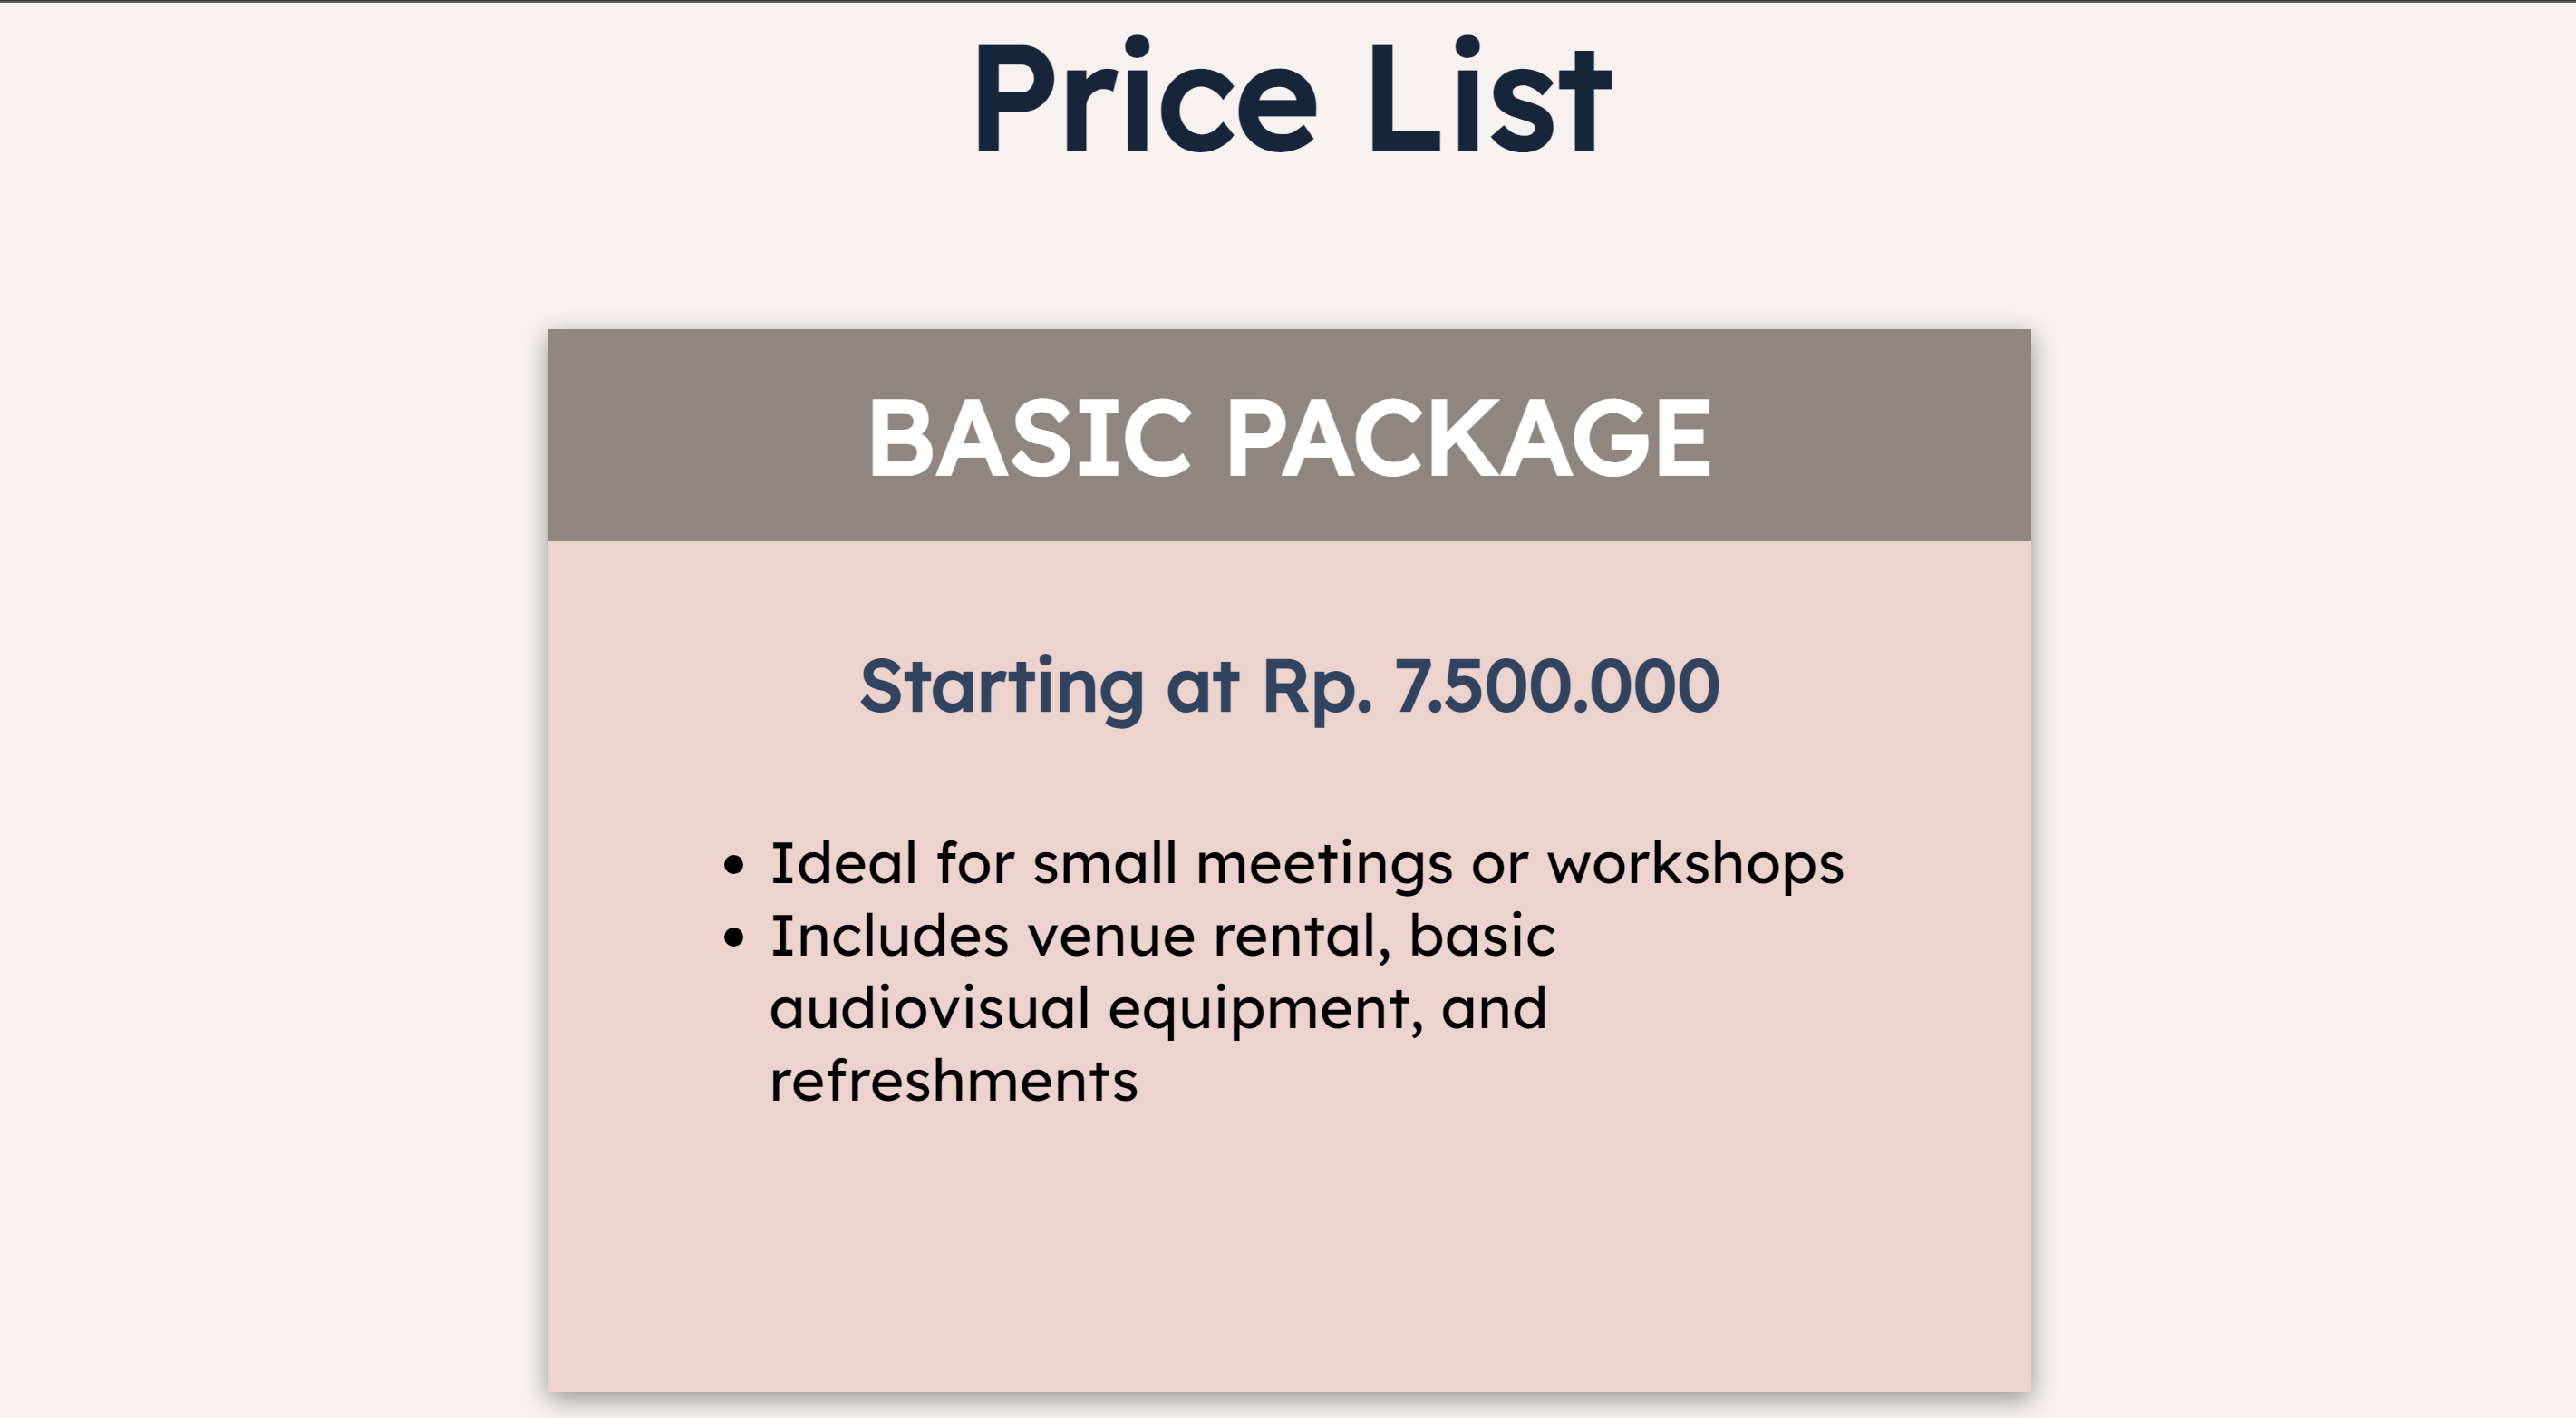 Price List
BASIC PACKAGE
Starting at Rp. 7.500.000
• Ideal for small meetings or workshops
• Includes venue rental, basic
audiovisual equipment, and
refreshments